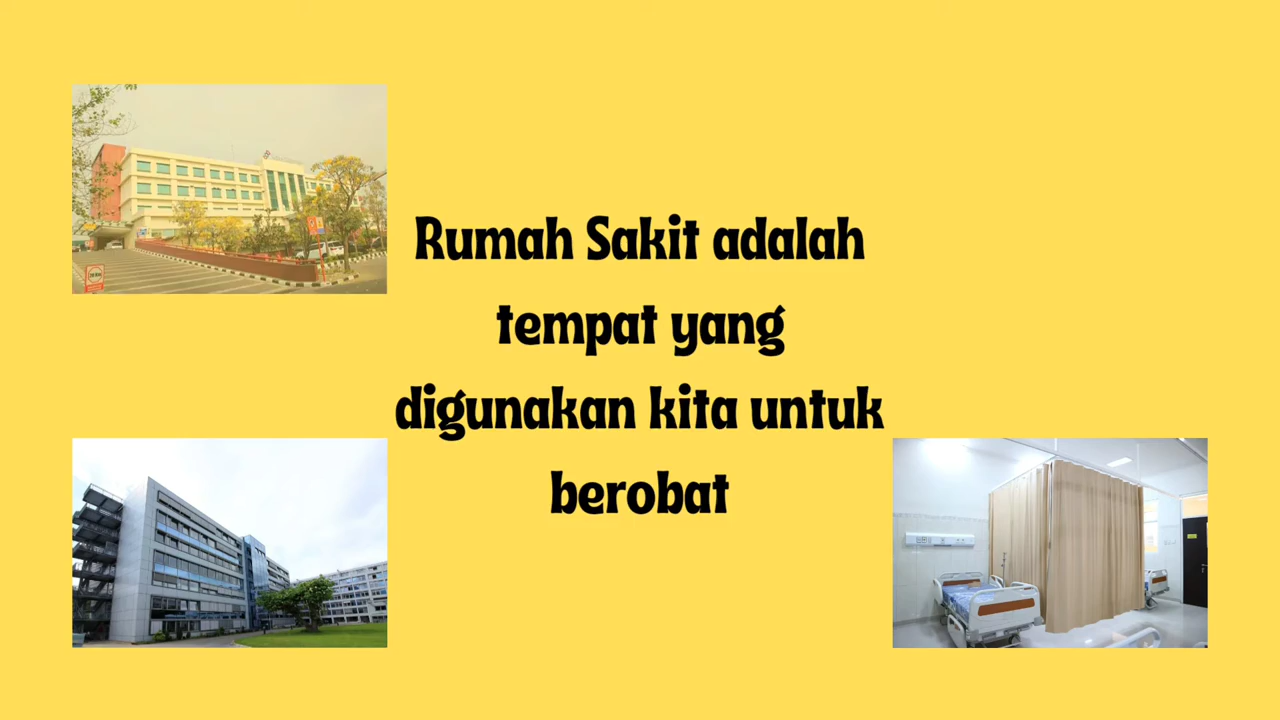 Rumah Sakit adalah
tempat yang
digunakan kita untuk
berobat